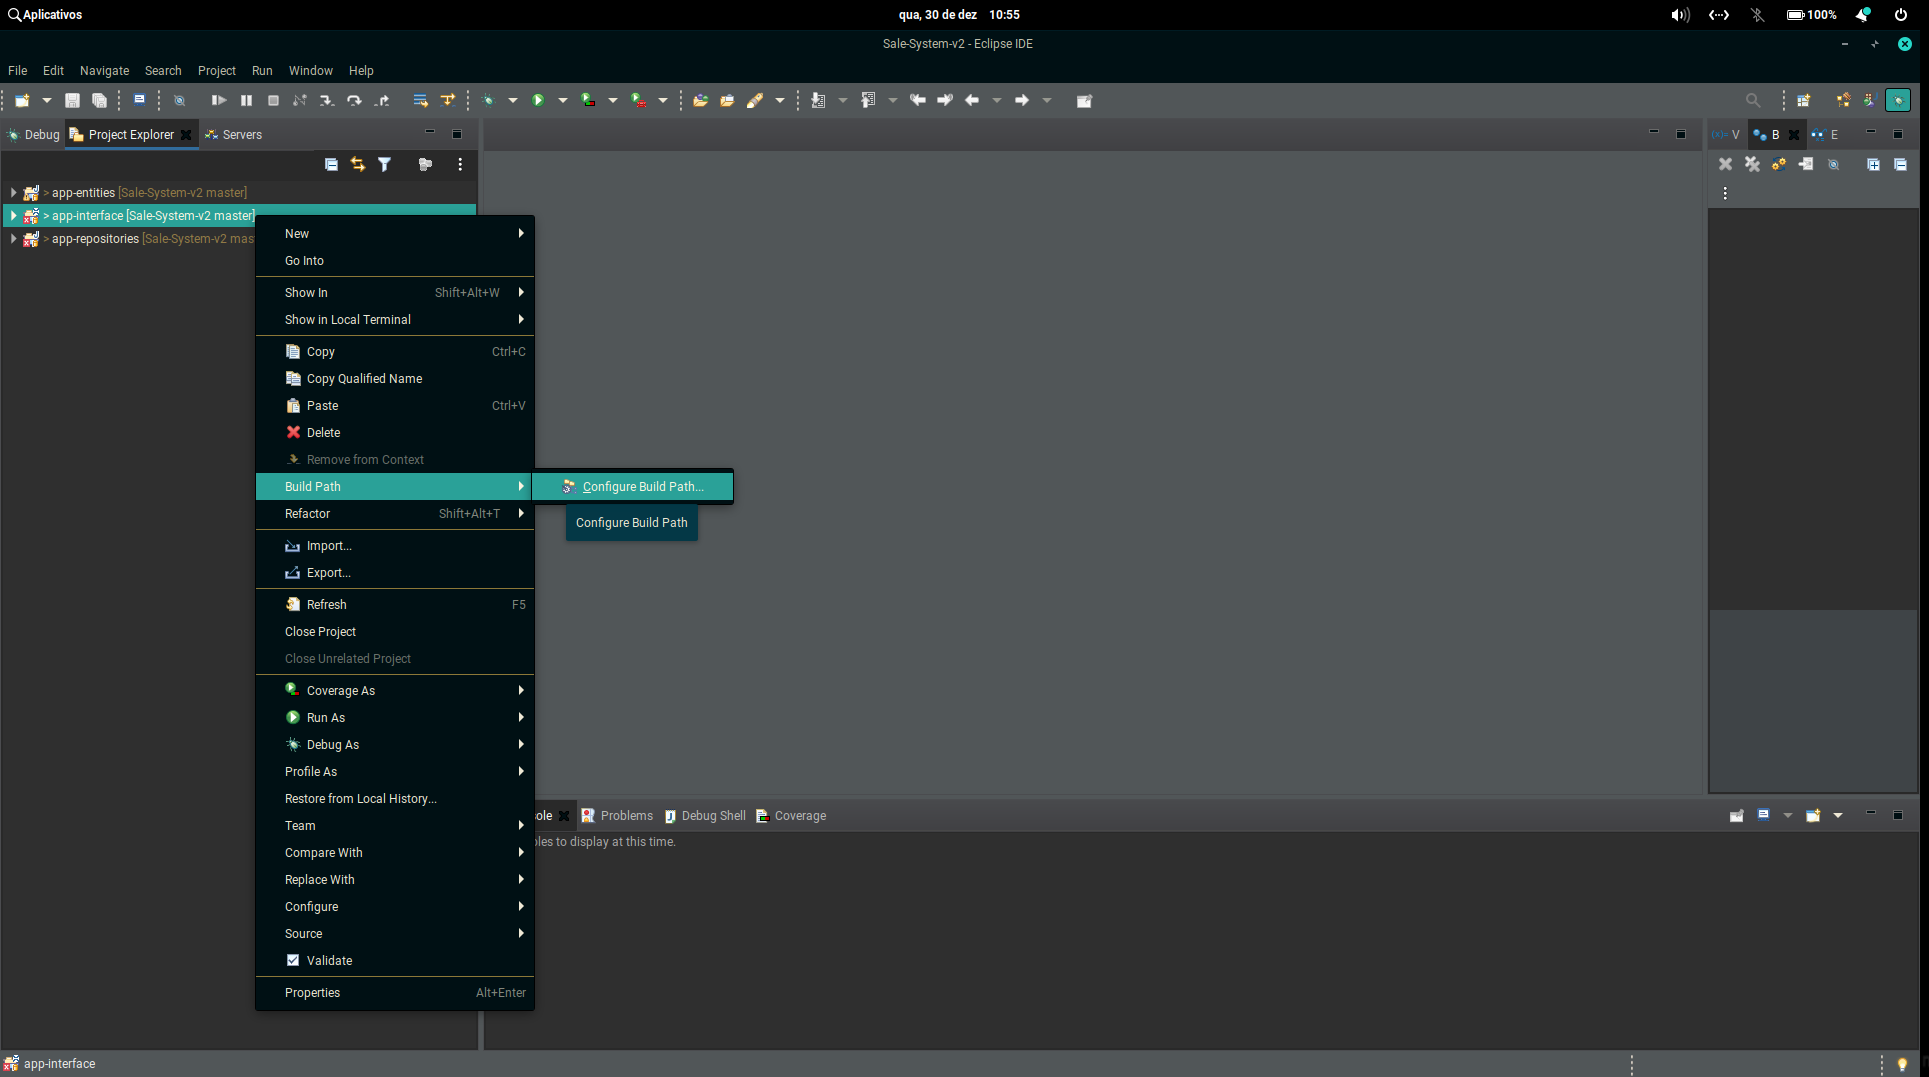 Aplicativos
qua, 30 de dez 10:55
100%
Sale-System-v2 - Eclipse IDE
File Edit Navigate Search Project Run Window Help
Debug Project Explorer Servers
V B E
> app-entities [Sale-System-v2 master]
> app-interface [Sale-System-v2 master]
> app-repositories [Sale-System-v2 mas
New
Go Into
Show In Shift+Alt+W
Show in Local Terminal
Copy Ctrl+C
Copy Qualified Name
Paste Ctrl+V
Delete
Remove from Context
Build Path
Configure Build Path...
Refactor Shift+Alt+T
Configure Build Path
Import...
Export...
Refresh F5
Close Project
Close Unrelated Project
Coverage As
Run As
Debug As
Profile As
Restore from Local History...
Team
Compare With
Replace With
Configure
Source
Validate
Properties Alt+Enter
ole Problems Debug Shell Coverage
oles to display at this time.
app-interface